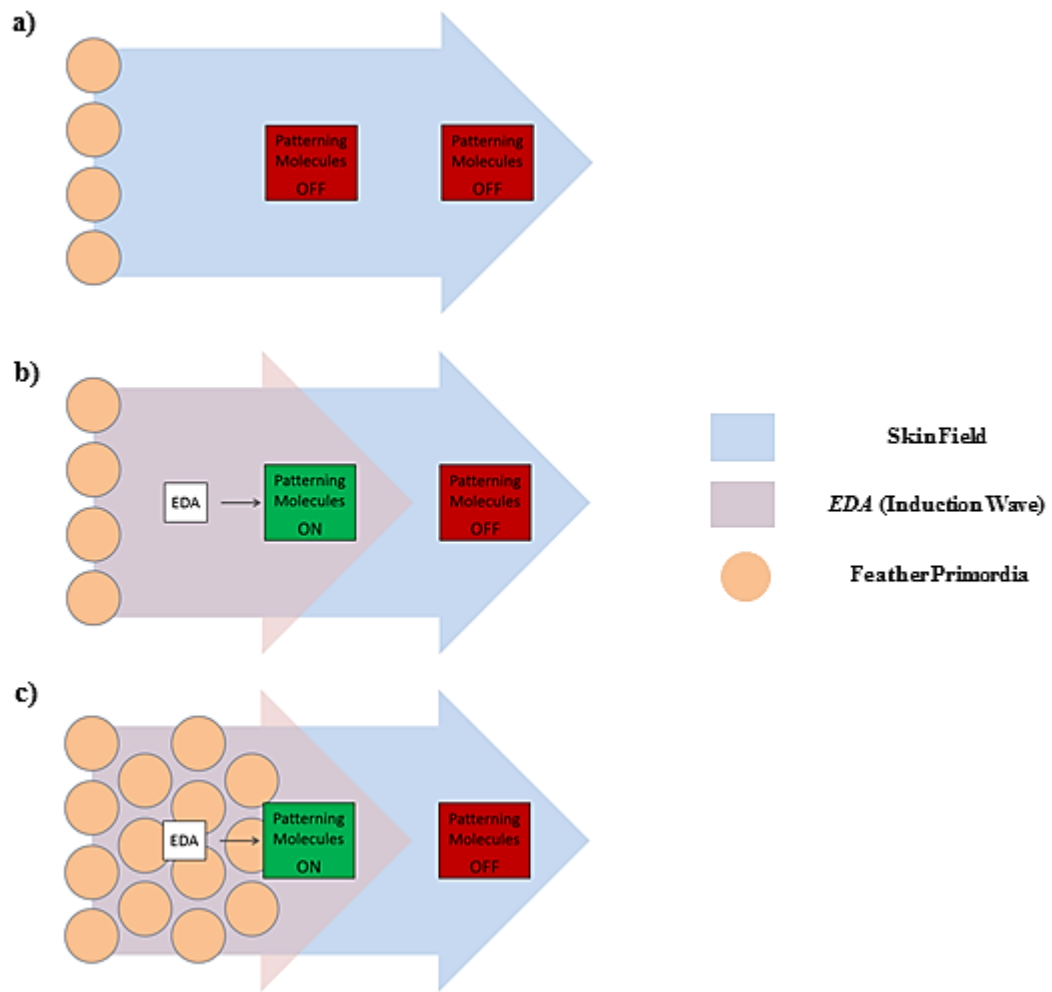 a)
Patterning
Molecules
OFF
Patterning
Molecules
OFF
b)
EDA
Patterning
Molecules
ON
Patterning
Molecules
OFF
Skin Field
EDA (Induction Wave)
Feather Primordia
c)
EDA
Patterning
Molecules
ON
Patterning
Molecules
OFF